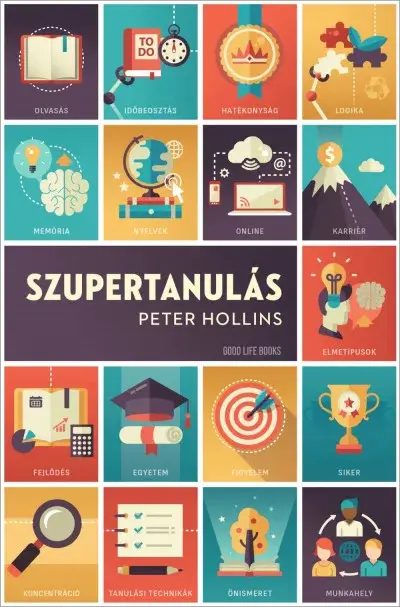 OLVASÁS
TO
DO
IDŐBEOSZTÁS
HATÉKONYSÁG
LOGIKA
MEMÓRIA
NYELVEK
@
ONLINE
$
KARRIER
SZUPERTANULÁS
PETER HOLLINS
GOOD LIFE BOOKS
ELMETÍPUSOK
FEJLŐDÉS
EGYETEM
FIGYELEM
SIKER
KONCENTRÁCIÓ
TANULÁSI TECHNIKÁK
ÖNISMERET
MUNKAHELY